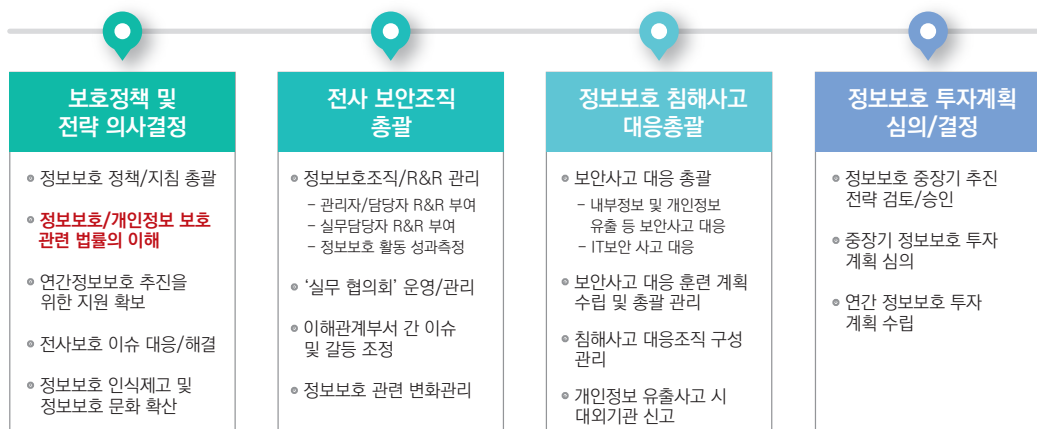 보호정책 및
전략 의사결정
정보보호 정책/지침 총괄
정보보호/개인정보 보호
관련 법률의 이해
연간정보보호 추진을
위한 지원 확보
전사보호 이슈 대응/해결
정보보호 인식제고 및
정보보호 문화 확산
전사 보안조직
총괄
정보보호조직/R&R 관리
- 관리자/담당자 R&R 부여
- 실무담당자 R&R 부여
- 정보보호 활동 성과측정
‘실무 협의회’ 운영/관리
이해관계부서 간 이슈
및 갈등 조정
정보보호 관련 변화관리
정보보호 침해사고
대응총괄
보안사고 대응 총괄
- 내부정보 및 개인정보
유출 등 보안사고 대응
- IT보안 사고 대응
보안사고 대응 훈련 계획
수립 및 총괄 관리
침해사고 대응조직 구성
관리
개인정보 유출사고 시
대외기관 신고
정보보호 투자계획
심의/결정
정보보호 중장기 추진
전략 검토/승인
중장기 정보보호 투자
계획 심의
연간 정보보호 투자
계획 수립